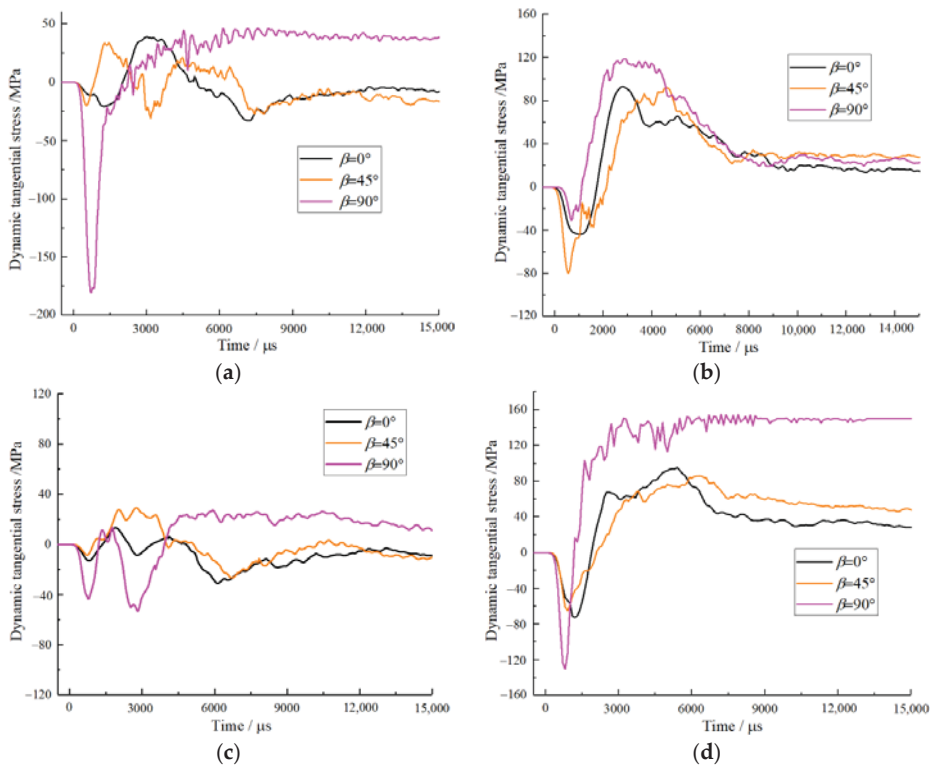 50
0
−50
−100
−150
−200
Dynamic tangential stress /MPa
β=0°
β=45°
β=90°
0 3000 6000 9000 12,000 15,000
Time / μs
(a)
160
120
80
40
0
−40
−80
−120
Dynamic tangential stress /MPa
β=0°
β=45°
β=90°
0 2000 4000 6000 8000 10,000 12,000 14,000
Time / μs
(b)
120
80
40
0
−40
−80
−120
Dynamic tangential stress /MPa
β=0°
β=45°
β=90°
0 3000 6000 9000 12,000 15,000
Time / μs
(c)
160
120
80
40
0
−40
−80
−120
−160
Dynamic tangential stress /MPa
β=0°
β=45°
β=90°
0 3000 6000 9000 12,000 15,000
Time / μs
(d)